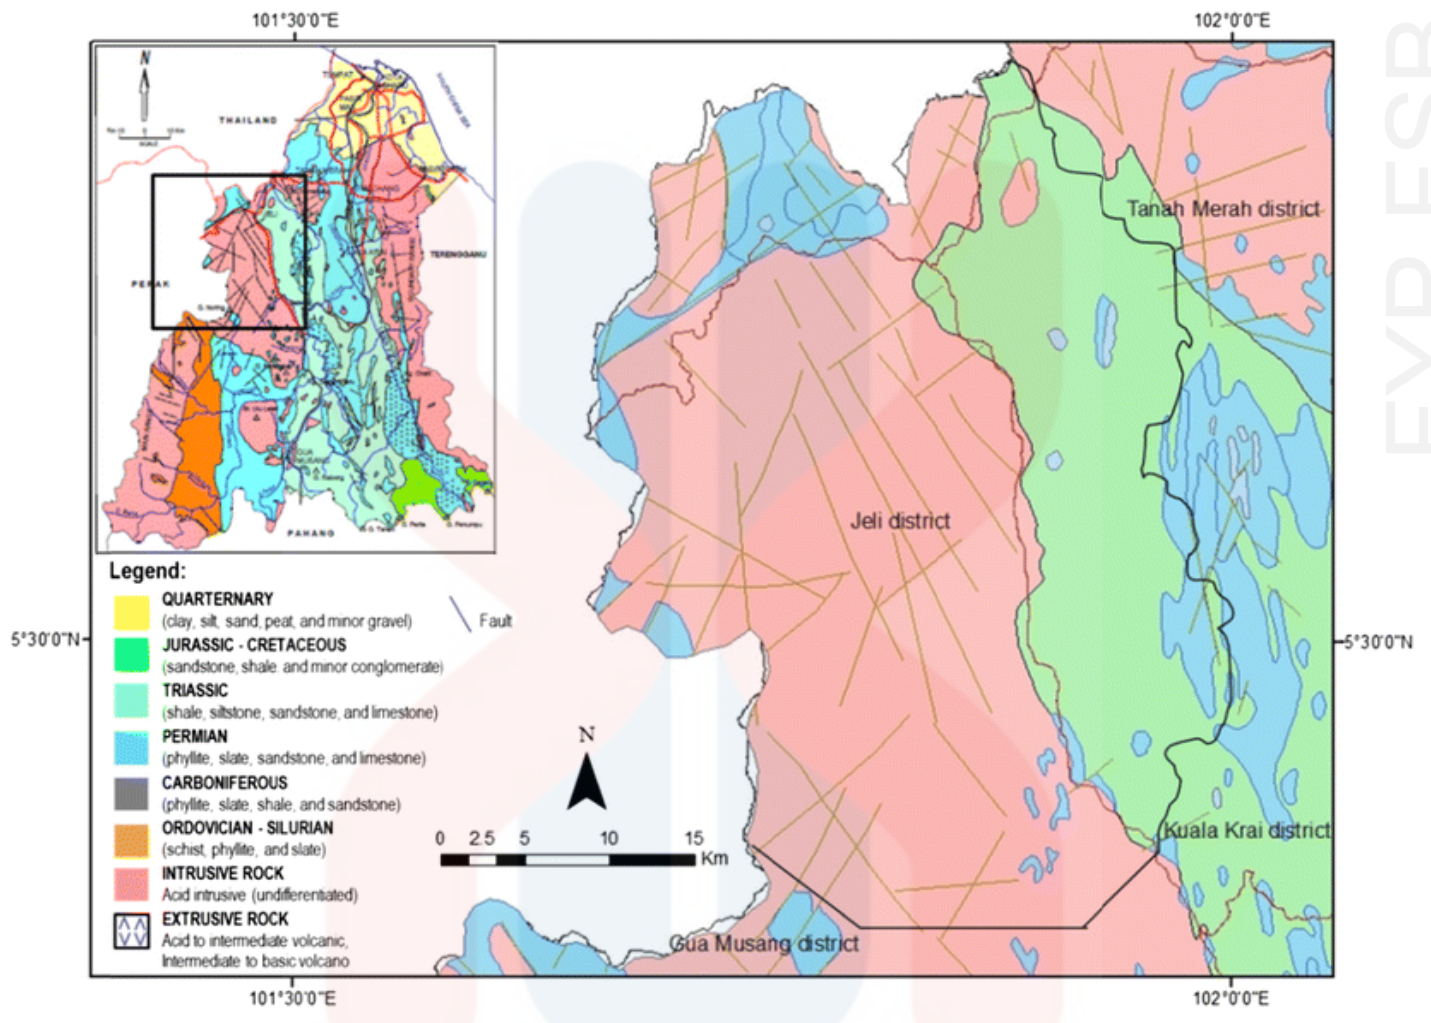 101°30'0"E
102°0'0"E
N
THAILAND
SCALE
PERAK
TERENGGANU
PAHANG
Legend:
QUARTERNARY
(clay, silt, sand, peat, and minor gravel)
JURASSIC - CRETACEOUS
(sandstone, shale and minor conglomerate)
TRIASSIC
(shale, siltstone, sandstone, and limestone)
PERMIAN
(phyllite, slate, sandstone, and limestone)
CARBONIFEROUS
(phyllite, slate, shale, and sandstone)
ORDOVICIAN - SILURIAN
(schist, phyllite, and slate)
INTRUSIVE ROCK
Acid intrusive (undifferentiated)
EXTRUSIVE ROCK
Acid to intermediate volcanic,
Intermediate to basic volcano
Fault
5°30'0"N
5°30'0"N
N
0 2.5 5 10 15
Km
Tanah Merah district
Jeli district
Kuala Krai district
Gua Musang district
101°30'0"E
102°0'0"E